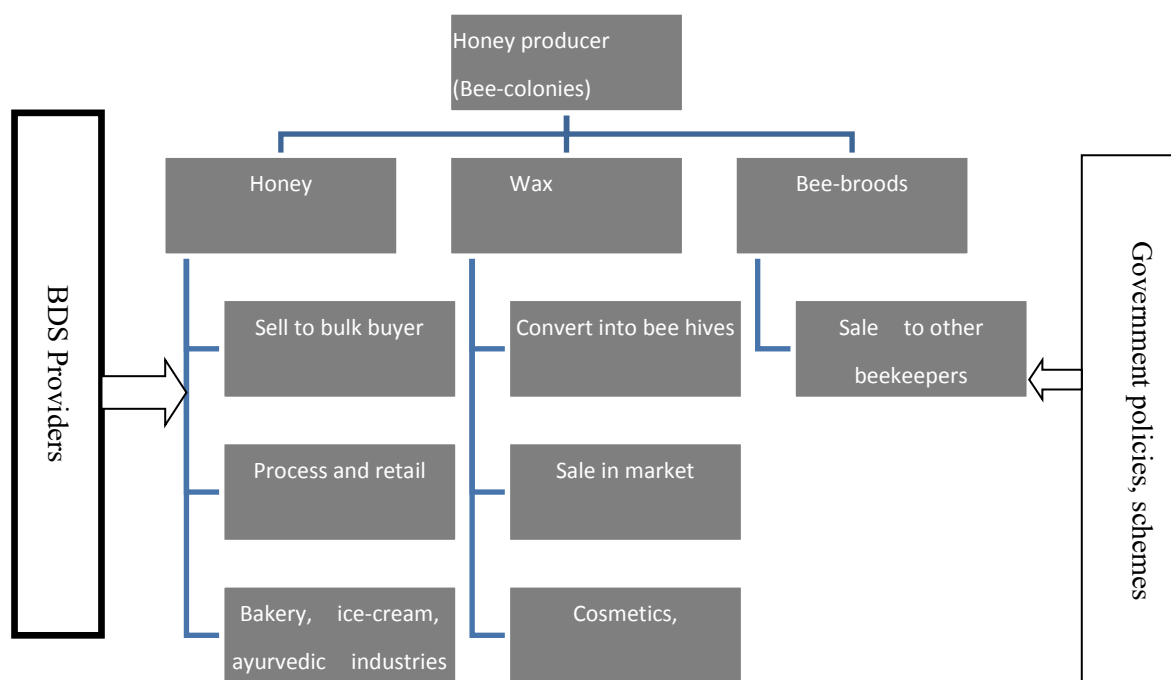 Honey producer
(Bee-colonies)
BDS Providers
Honey
Wax
Bee-broods
Government policies, schemes
Sell to bulk buyer
Convert into bee hives
Sale to other
beekeepers
Process and retail
Sale in market
Bakery, ice-cream,
ayurvedic industries
Cosmetics,